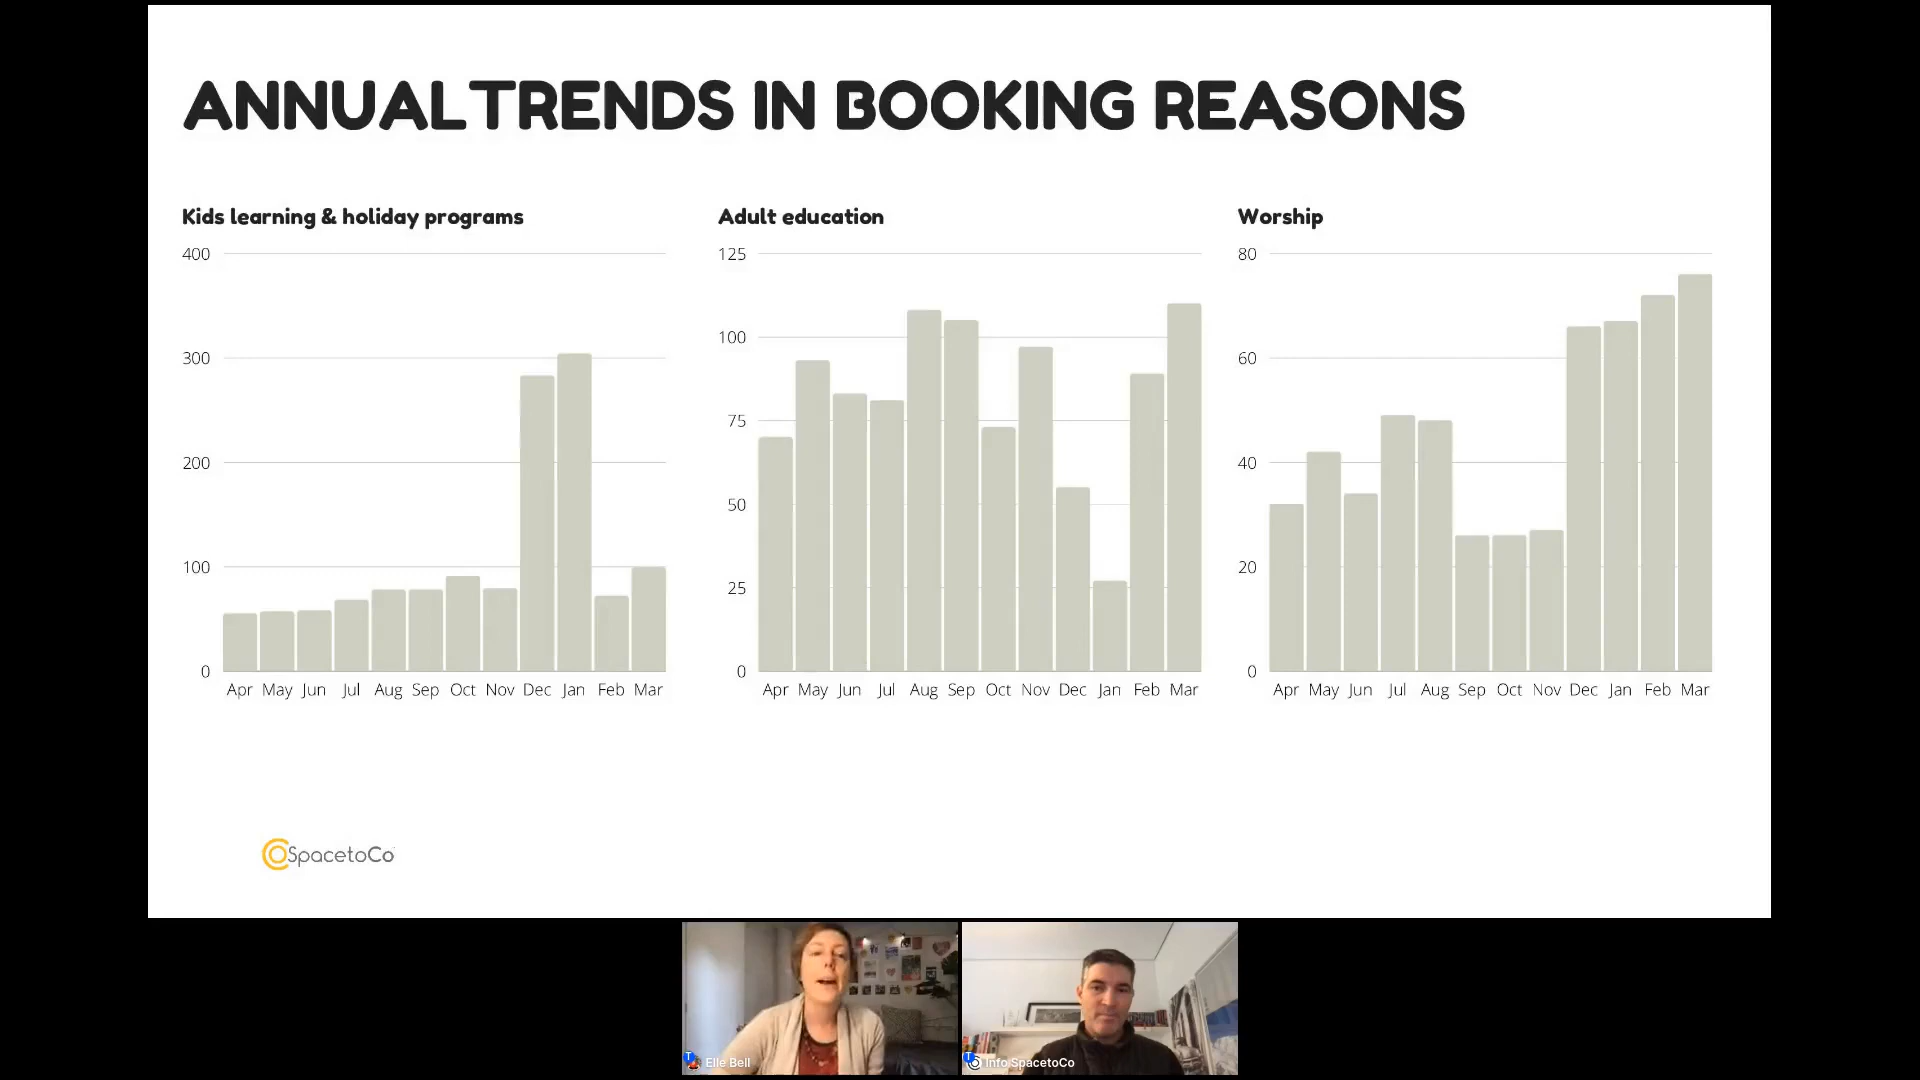 ANNUAL TRENDS IN BOOKING REASONS
Kids learning & holiday programs
400
300
200
100
0
Apr May Jun Jul Aug Sep Oct Nov Dec Jan Feb Mar
Adult education
125
100
75
50
25
0
Apr May Jun Jul Aug Sep Oct Nov Dec Jan Feb Mar
Worship
80
60
40
20
0
Apr May Jun Jul Aug Sep Oct Nov Dec Jan Feb Mar
SpacetoCo
Elle Bell
Info SpacetoCo